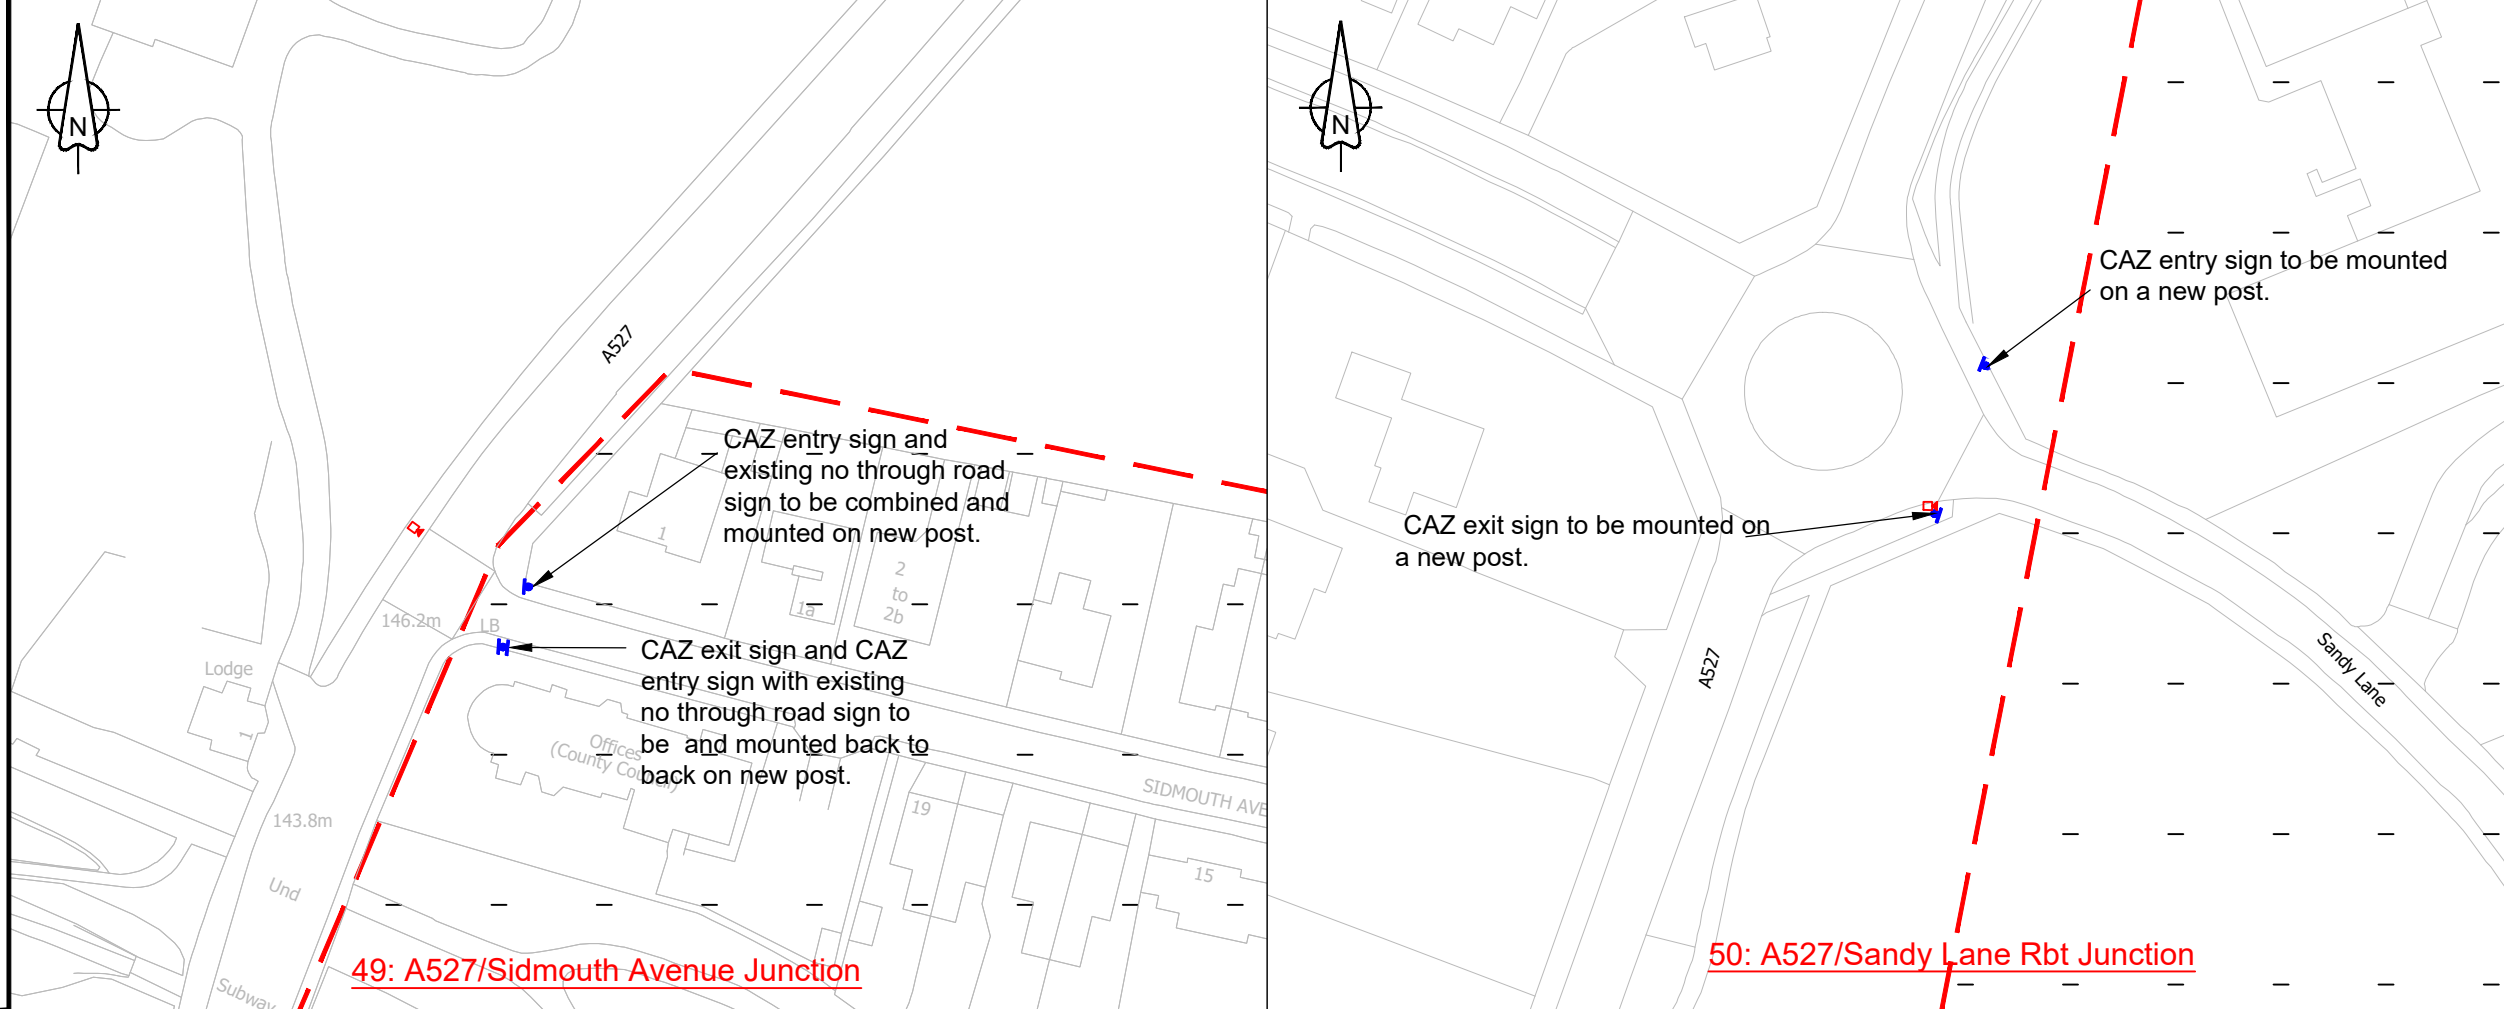 N
A527
CAZ entry sign and
existing no through road
sign to be combined and
mounted on new post.
1
1a
2
to
2b
146.2m
LB
Lodge
1
CAZ exit sign and CAZ
entry sign with existing
no through road sign to
be  and mounted back to
back on new post.
Offices
(County Council)
SIDMOUTH AVE
19
15
143.8m
Und
Subway
49: A527/Sidmouth Avenue Junction
N
CAZ entry sign to be mounted
on a new post.
CAZ exit sign to be mounted on
a new post.
A527
Sandy Lane
50: A527/Sandy Lane Rbt Junction